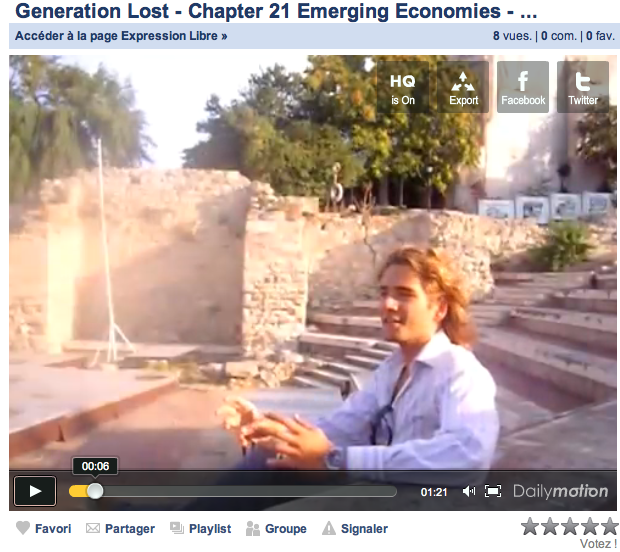 Generation Lost - Chapter 21 Emerging Economies - ...
Accéder à la page Expression Libre » 8 vues. | 0 com. | 0 fav.
HQ is On Export Facebook Twitter
00:06
01:21 Dailymotion
Favori Partager Playlist Groupe Signaler
Votez !